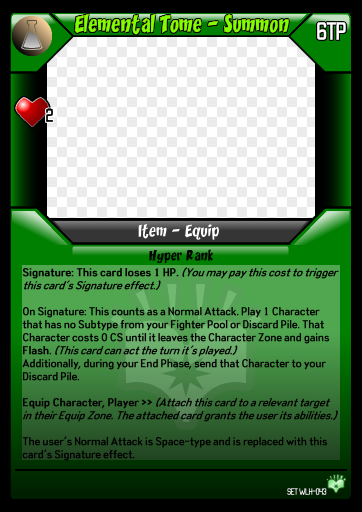 Elemental Tome - Summon
6TP
2
Item - Equip
Hyper Rank
Signature: This card loses 1 HP. (You may pay this cost to trigger
this card's Signature effect.)
On Signature: This counts as a Normal Attack. Play 1 Character
that has no Subtype from your Fighter Pool or Discard Pile. That
Character costs 0 CS until it leaves the Character Zone and gains
Flash. (This card can act the turn it's played.)
Additionally, during your End Phase, send that Character to your
Discard Pile.
Equip Character, Player >> (Attach this card to a relevant target
in their Equip Zone. The attached card grants the user its abilities.)
The user's Normal Attack is Space-type and is replaced with this
card's Signature effect.
SET WLH-043